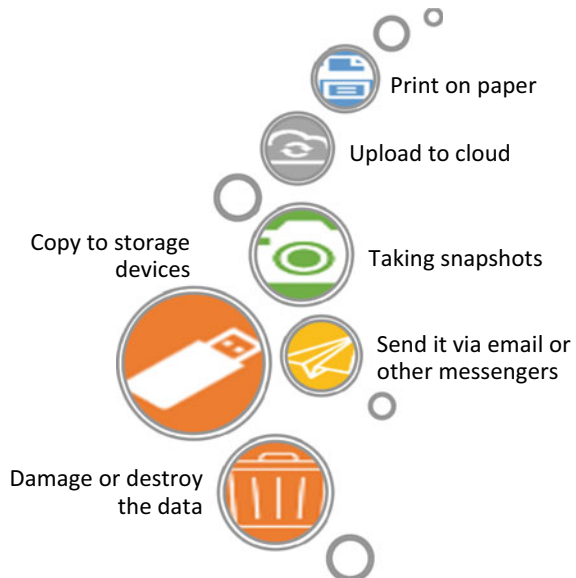 Print on paper
Upload to cloud
Copy to storage
devices
Taking snapshots
Send it via email or
other messengers
Damage or destroy
the data